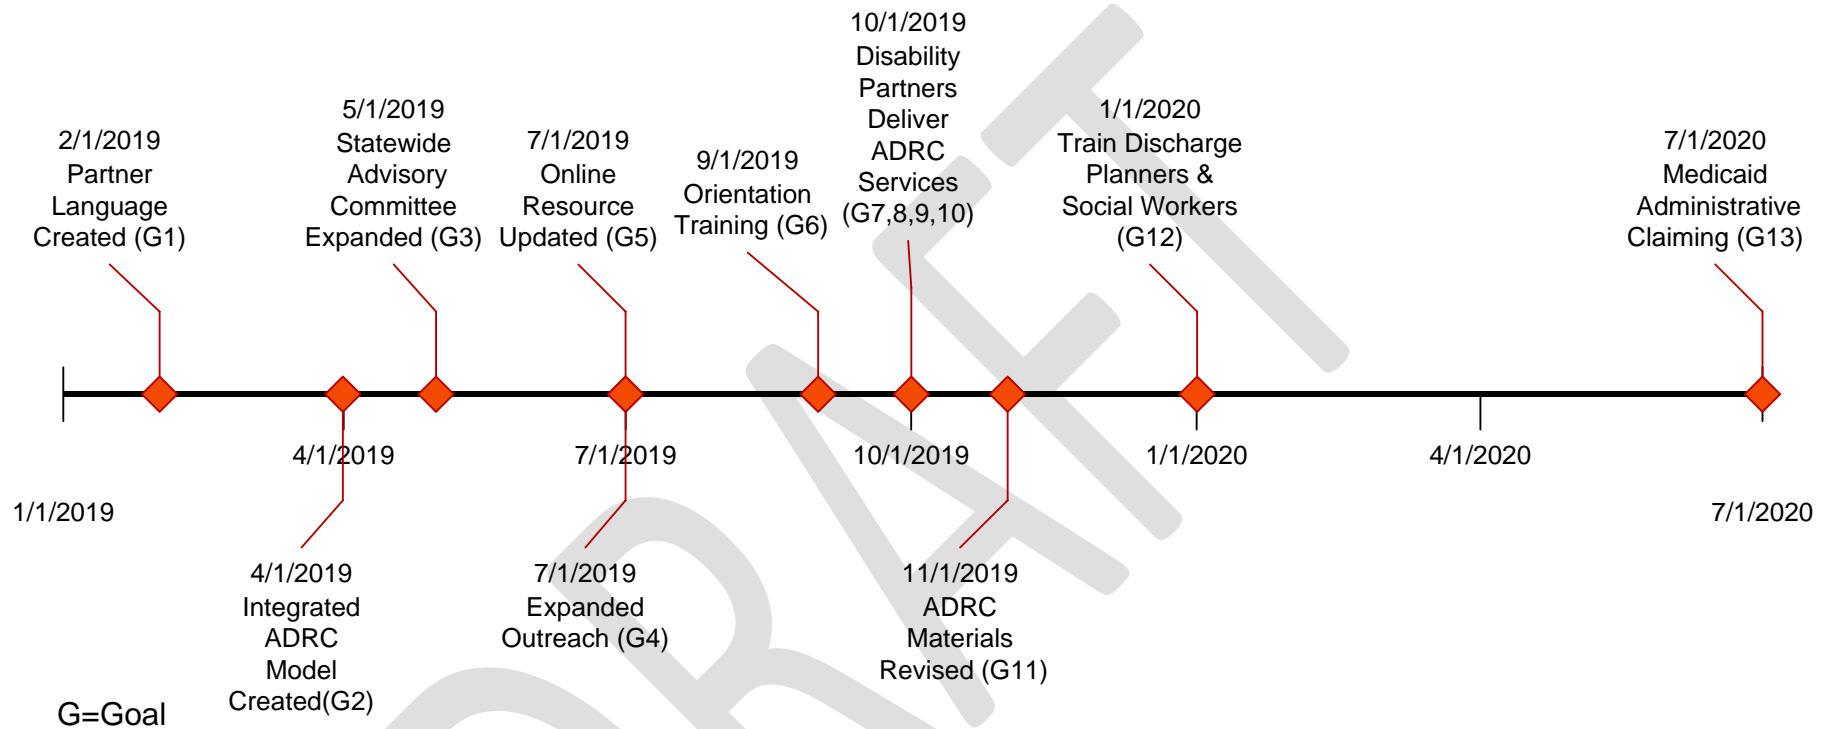 10/1/2019
Disability
Partners
Deliver
ADRC
Services
(G7,8,9,10)
5/1/2019
Statewide
Advisory
Committee
Expanded (G3)
1/1/2020
Train Discharge
Planners &
Social Workers
(G12)
2/1/2019
Partner
Language
Created (G1)
7/1/2019
Online
Resource
Updated (G5)
9/1/2019
Orientation
Training (G6)
7/1/2020
Medicaid
Administrative
Claiming (G13)
4/1/2019
7/1/2019
10/1/2019
1/1/2020
4/1/2020
1/1/2019
7/1/2020
4/1/2019
Integrated
ADRC
Model
Created(G2)
7/1/2019
Expanded
Outreach (G4)
11/1/2019
ADRC
Materials
Revised (G11)
G=Goal
DRAFT